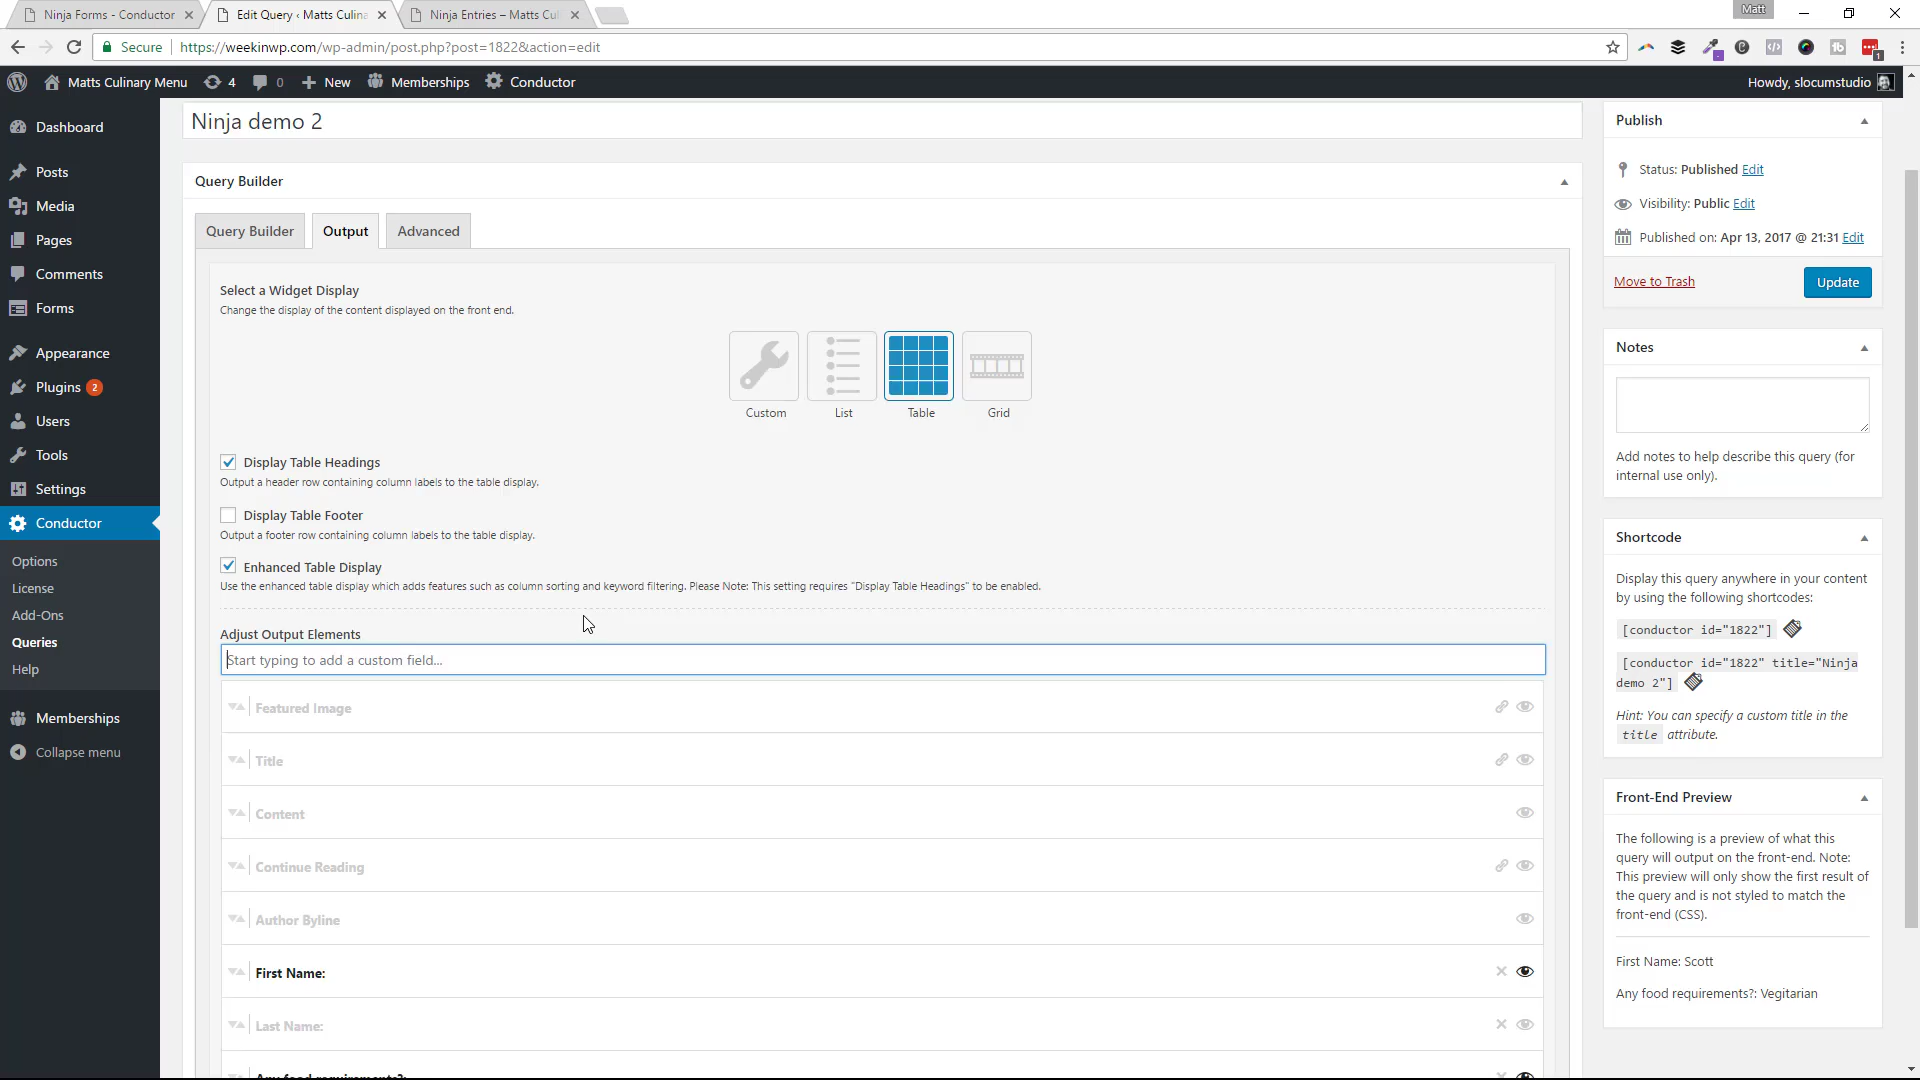 Ninja Forms - Conductor
Edit Query ‹ Matts Culina
Ninja Entries – Matts Cul
Matt
Secure
https://weekinwp.com/wp-admin/post.php?post=1822&action=edit
1
Matts Culinary Menu
4
0
New
Memberships
Conductor
Howdy, slocumstudio
Dashboard
Posts
Media
Pages
Comments
Forms
Appearance
Plugins 2
Users
Tools
Settings
Conductor
Options
License
Add-Ons
Queries
Help
Memberships
Collapse menu
Ninja demo 2
Query Builder
Query Builder
Output
Advanced
Select a Widget Display
Change the display of the content displayed on the front end.
Custom
List
Table
Grid
Display Table Headings
Output a header row containing column labels to the table display.
Display Table Footer
Output a footer row containing column labels to the table display.
Enhanced Table Display
Use the enhanced table display which adds features such as column sorting and keyword filtering. Please Note: This setting requires "Display Table Headings" to be enabled.
Adjust Output Elements
Start typing to add a custom field...
Featured Image
Title
Content
Continue Reading
Author Byline
First Name:
Last Name:
Any food requirements?:
Publish
Status: Published Edit
Visibility: Public Edit
Published on: Apr 13, 2017 @ 21:31 Edit
Move to Trash
Update
Notes
Add notes to help describe this query (for
internal use only).
Shortcode
Display this query anywhere in your content
by using the following shortcodes:
[conductor id="1822"]
[conductor id="1822" title="Ninja
demo 2"]
Hint: You can specify a custom title in the
title attribute.
Front-End Preview
The following is a preview of what this
query will output on the front-end. Note:
This preview will only show the first result of
the query and is not styled to match the
front-end (CSS).
First Name: Scott
Any food requirements?: Vegitarian